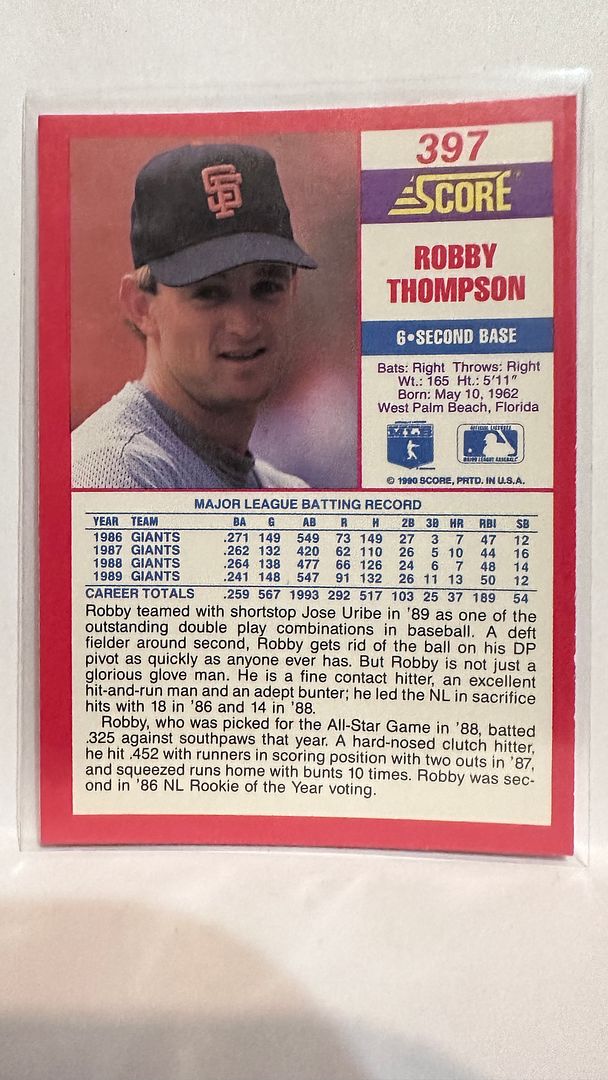 SF
397
SCORE™
ROBBY
THOMPSON
6•SECOND BASE
Bats: Right Throws: Right
Wt.: 165 Ht.: 5'11"
Born: May 10, 1962
West Palm Beach, Florida
© 1990 SCORE, PRTD. IN U.S.A.
MAJOR LEAGUE BATTING RECORD
YEAR TEAM BA G AB R H 2B 3B HR RBI SB
1986 GIANTS .271 149 549 73 149 27 3 7 47 12
1987 GIANTS .262 132 420 62 110 26 5 10 44 16
1988 GIANTS .264 138 477 66 126 24 6 7 48 14
1989 GIANTS .241 148 547 91 132 26 11 13 50 12
CAREER TOTALS .259 567 1993 292 517 103 25 37 189 54
Robby teamed with shortstop Jose Uribe in '89 as one of the
outstanding double play combinations in baseball. A deft
fielder around second, Robby gets rid of the ball on his DP
pivot as quickly as anyone ever has. But Robby is not just a
glorious glove man. He is a fine contact hitter, an excellent
hit-and-run man and an adept bunter; he led the NL in sacrifice
hits with 18 in '86 and 14 in '88.
Robby, who was picked for the All-Star Game in '88, batted
.325 against southpaws that year. A hard-nosed clutch hitter,
he hit .452 with runners in scoring position with two outs in '87,
and squeezed runs home with bunts 10 times. Robby was sec-
ond in '86 NL Rookie of the Year voting.